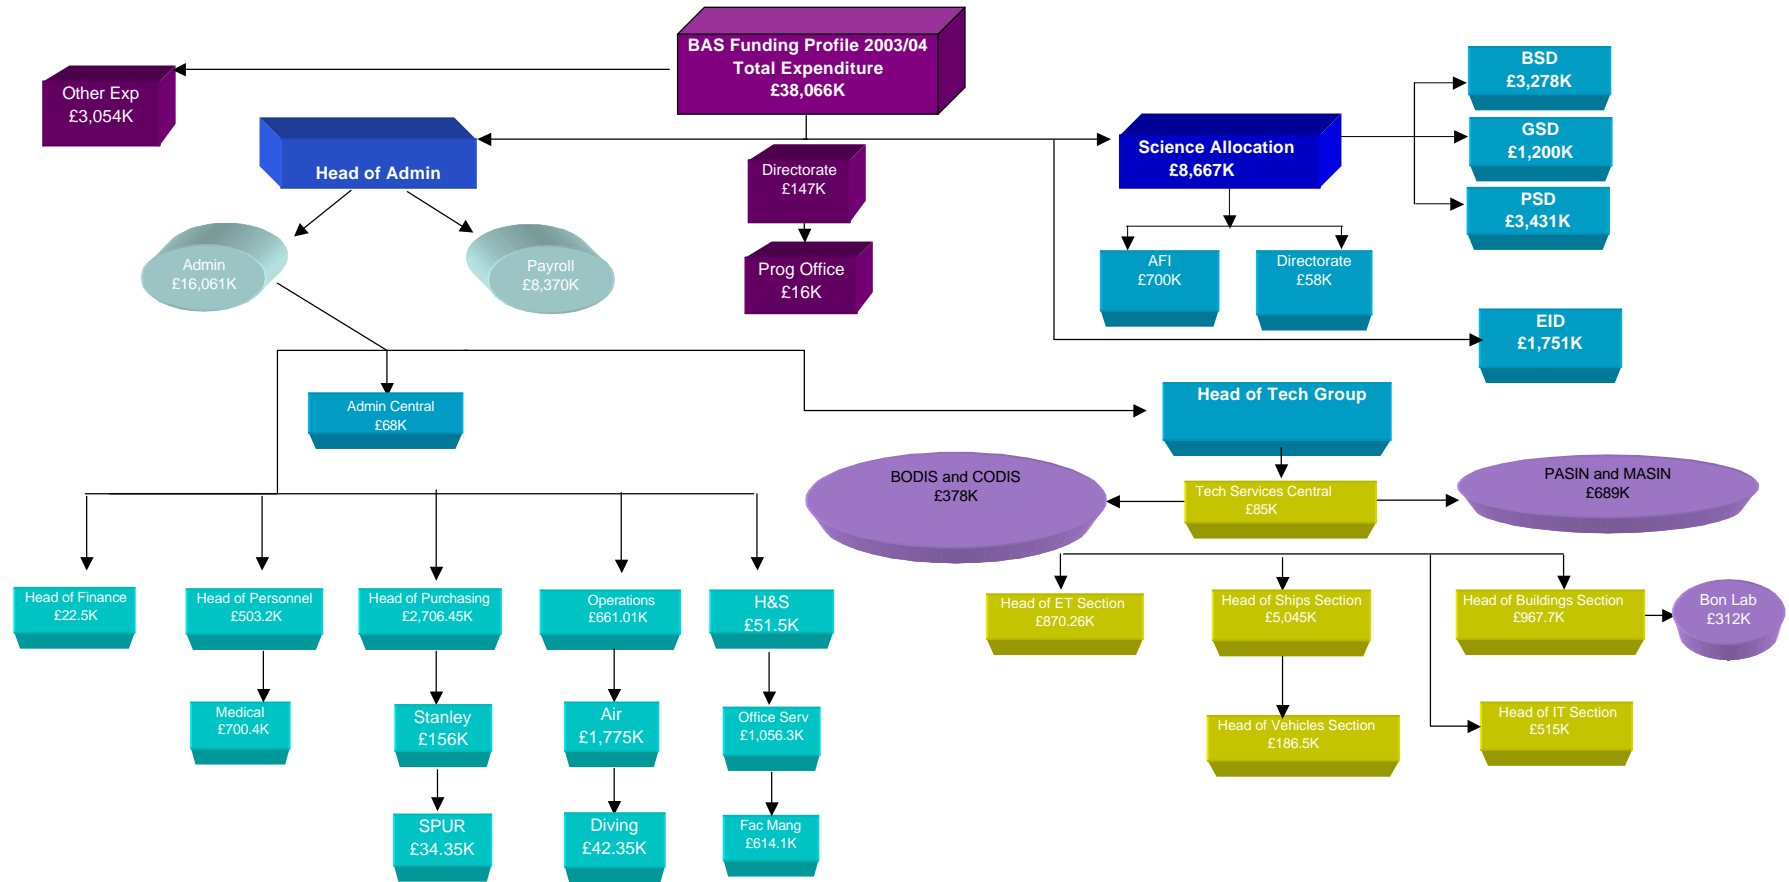 BAS Funding Profile 2003/04
Total Expenditure
£38,066K
Other Exp
£3,054K
Head of Admin
Directorate
£147K
Prog Office
£16K
Science Allocation
£8,667K
BSD
£3,278K
GSD
£1,200K
PSD
£3,431K
AFI
£700K
Directorate
£58K
EID
£1,751K
Admin
£16,061K
Payroll
£8,370K
Admin Central
£68K
Head of Tech Group
BODIS and CODIS
£378K
Tech Services Central
£85K
PASIN and MASIN
£689K
Head of Finance
£22.5K
Head of Personnel
£503.2K
Head of Purchasing
£2,706.45K
Operations
£661.01K
H&S
£51.5K
Head of ET Section
£870.26K
Head of Ships Section
£5,045K
Head of Buildings Section
£967.7K
Bon Lab
£312K
Medical
£700.4K
Stanley
£156K
Air
£1,775K
Office Serv
£1,056.3K
Head of Vehicles Section
£186.5K
Head of IT Section
£515K
SPUR
£34.35K
Diving
£42.35K
Fac Mang
£614.1K